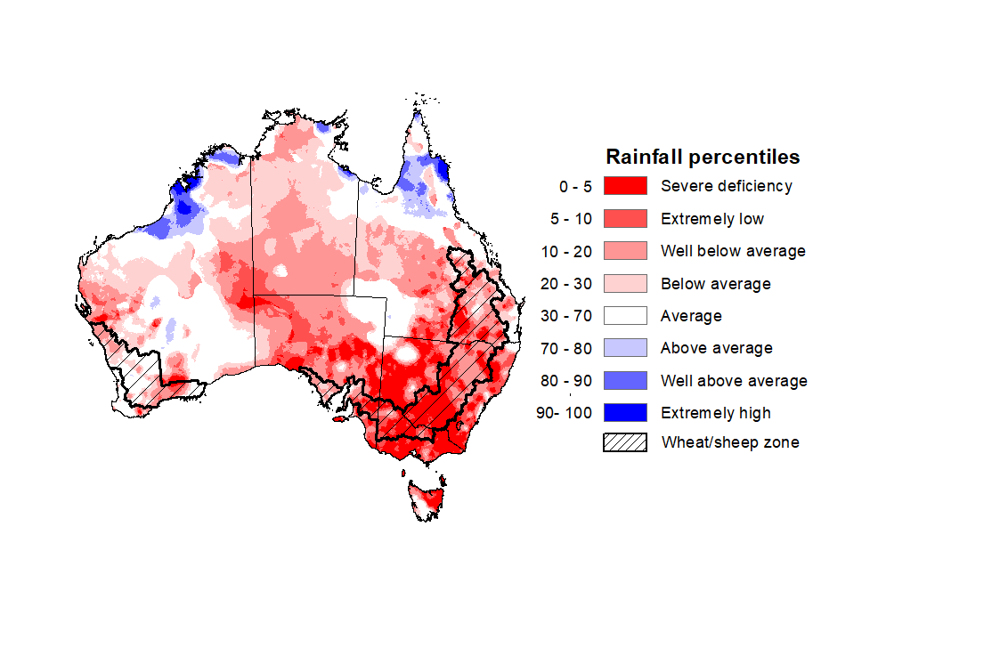 Rainfall percentiles
0 - 5 Severe deficiency
5 - 10 Extremely low
10 - 20 Well below average
20 - 30 Below average
30 - 70 Average
70 - 80 Above average
80 - 90 Well above average
90- 100 Extremely high
Wheat/sheep zone